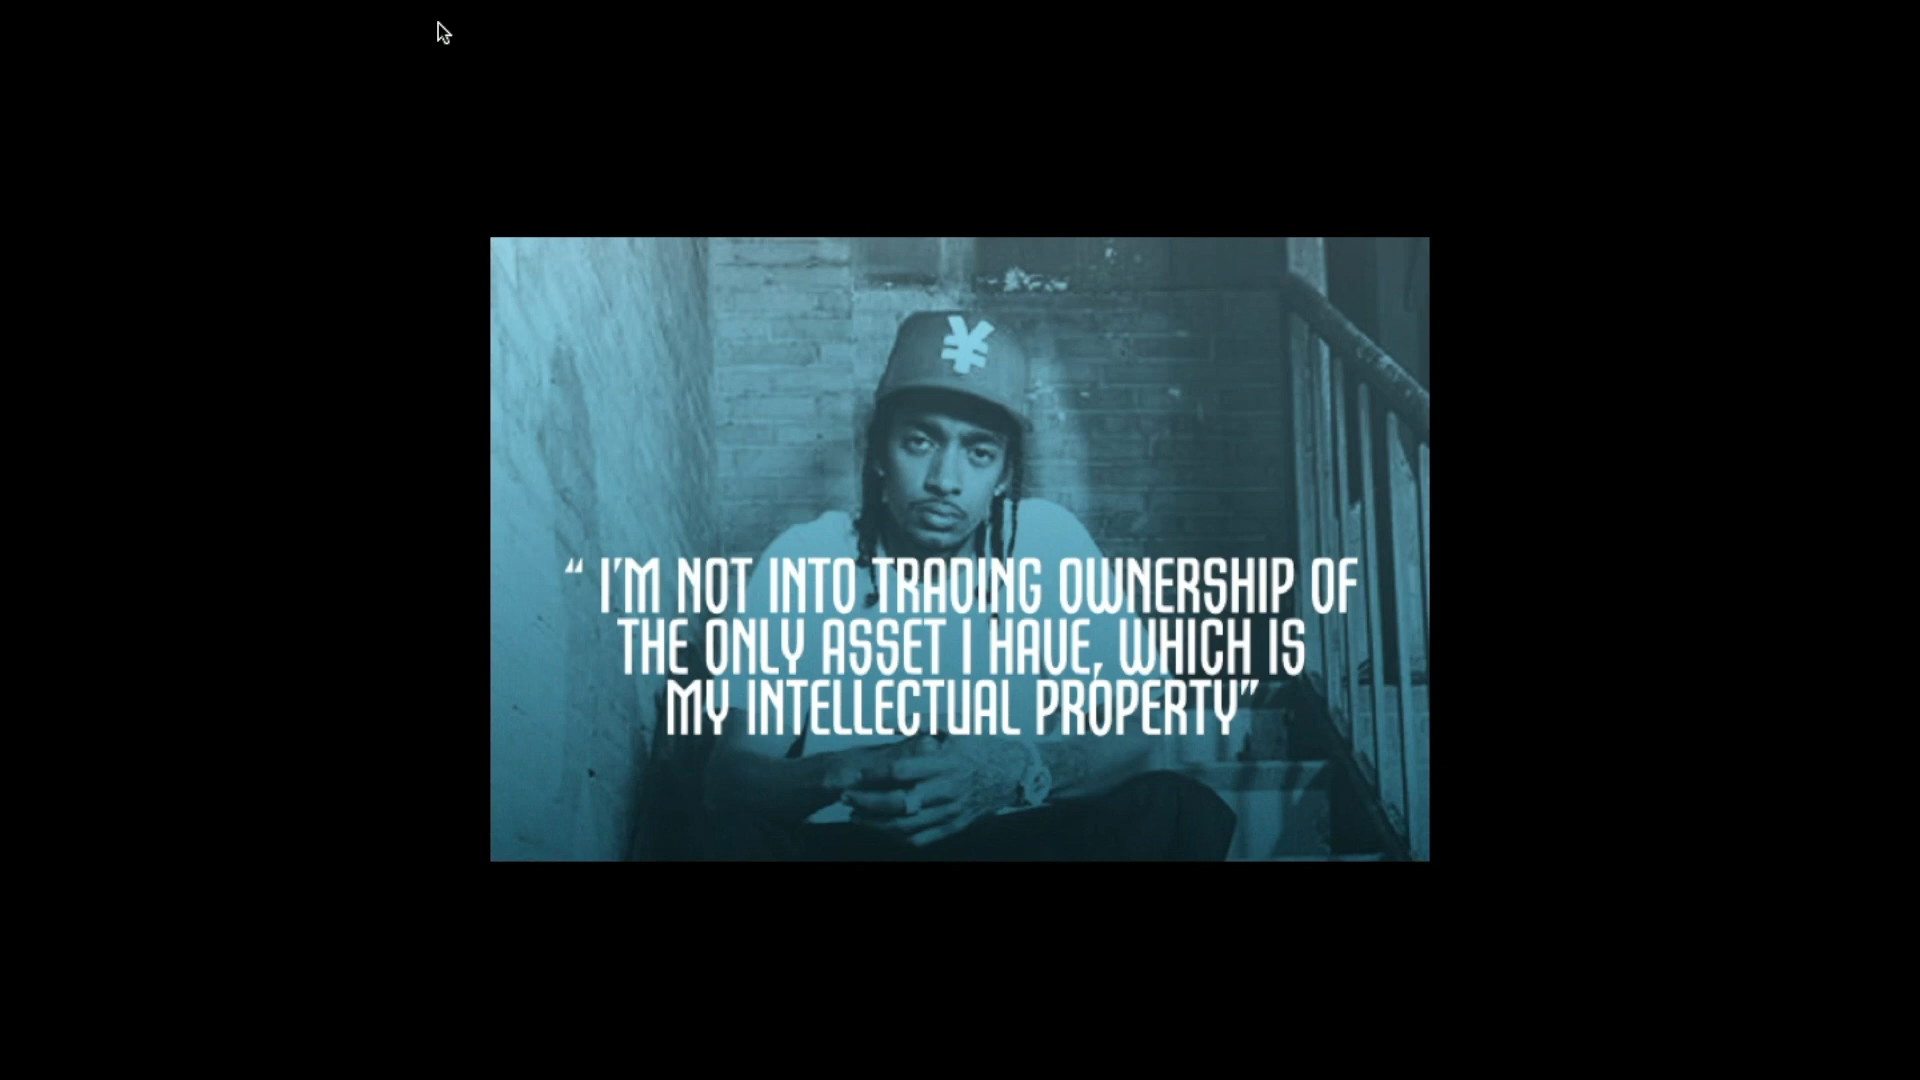 “ I'M NOT INTO TRADING OWNERSHIP OF
THE ONLY ASSET I HAVE, WHICH IS
MY INTELLECTUAL PROPERTY”